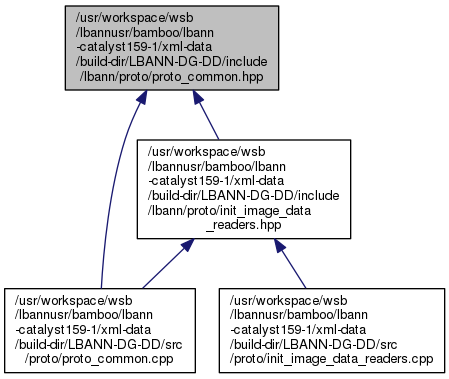 /usr/workspace/wsb
/lbannusr/bamboo/lbann
-catalyst159-1/xml-data
/build-dir/LBANN-DG-DD/include
/lbann/proto/proto_common.hpp
/usr/workspace/wsb
/lbannusr/bamboo/lbann
-catalyst159-1/xml-data
/build-dir/LBANN-DG-DD/include
/lbann/proto/init_image_data
_readers.hpp
/usr/workspace/wsb
/lbannusr/bamboo/lbann
-catalyst159-1/xml-data
/build-dir/LBANN-DG-DD/src
/proto/proto_common.cpp
/usr/workspace/wsb
/lbannusr/bamboo/lbann
-catalyst159-1/xml-data
/build-dir/LBANN-DG-DD/src
/proto/init_image_data_readers.cpp